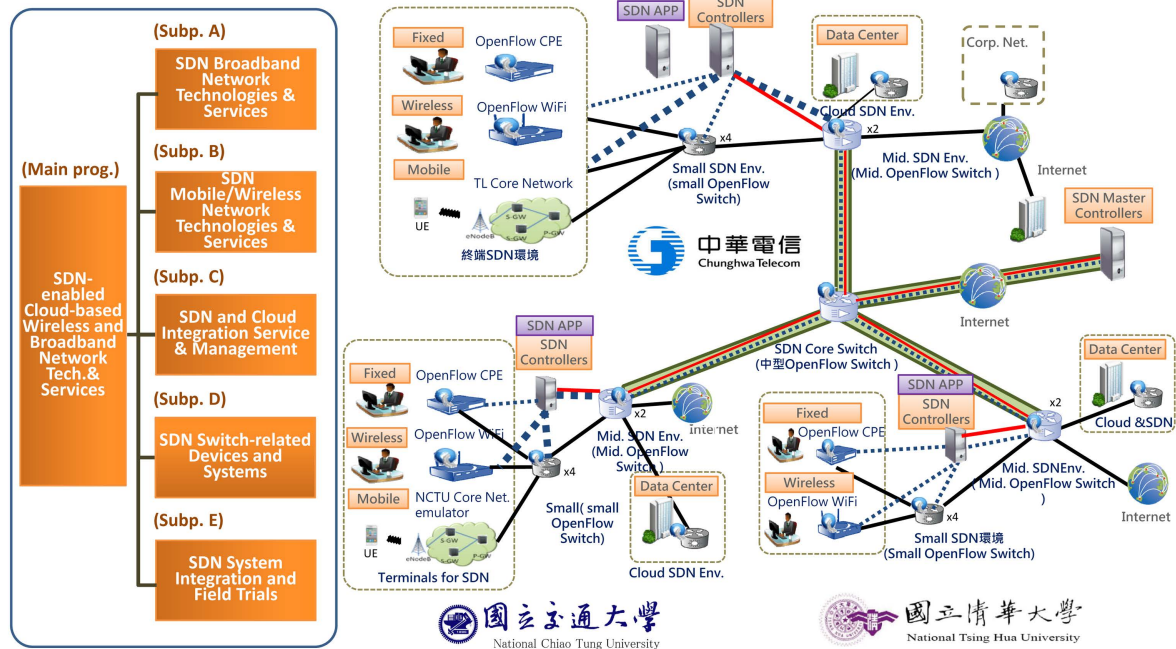 (Main prog.)
SDN-
enabled
Cloud-based
Wireless and
Broadband
Network
Tech.&
Services
(Subp. A)
SDN Broadband
Network
Technologies &
Services
(Subp. B)
SDN
Mobile/Wireless
Network
Technologies &
Services
(Subp. C)
SDN and Cloud
Integration Service
& Management
(Subp. D)
SDN Switch-related
Devices and
Systems
(Subp. E)
SDN System
Integration and
Field Trials
Fixed
OpenFlow CPE
Wireless
OpenFlow WiFi
Mobile
TL Core Network
UE
eNodeB
S-GW
S-GW
P-GW
終端SDN環境
SDN APP
SDN
Controllers
x4
Small SDN Env.
(small OpenFlow
Switch)
Data Center
Cloud SDN Env.
x2
Mid. SDN Env.
(Mid. OpenFlow Switch )
Corp. Net.
Internet
SDN Master
Controllers
中華電信
Chunghwa Telecom
Internet
SDN Core Switch
(中型OpenFlow Switch )
Fixed
OpenFlow CPE
Wireless
OpenFlow WiFi
Mobile
NCTU Core Net.
emulator
UE
eNodeB
S-GW
S-GW
P-GW
Terminals for SDN
SDN APP
SDN
Controllers
x4
Small( small
OpenFlow
Switch)
x2
Mid. SDN Env.
(Mid. OpenFlow
Switch )
Internet
Data Center
Cloud SDN Env.
國立交通大學
National Chiao Tung University
Fixed
OpenFlow CPE
Wireless
OpenFlow WiFi
SDN APP
SDN
Controllers
x4
Small SDN環境
(Small OpenFlow Switch)
x2
Mid. SDNEnv.
( Mid. OpenFlow Switch
)
Data Center
Cloud &SDN
Internet
國立清華大學
National Tsing Hua University